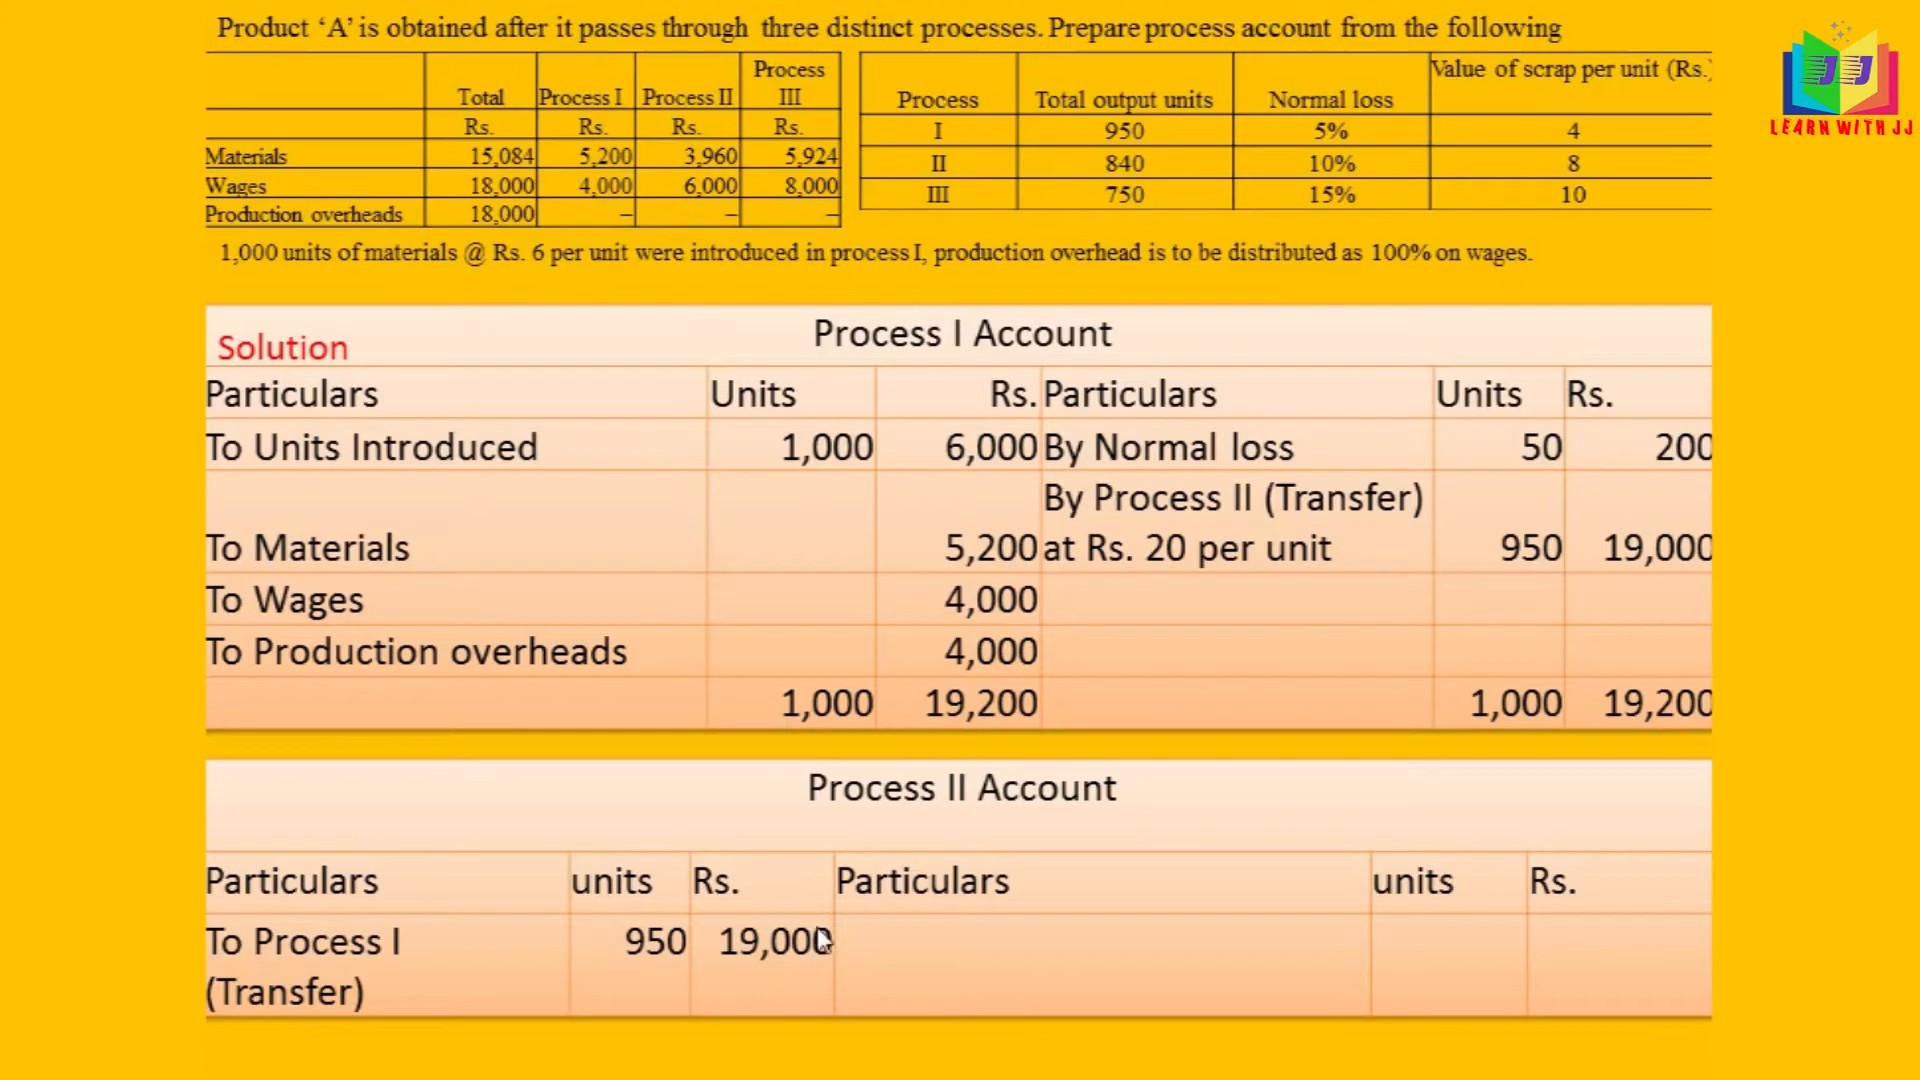 Product ‘A’ is obtained after it passes through three distinct processes. Prepare process account from the following
Total Process I Process II Process III
Rs. Rs. Rs. Rs.
Materials 15,084 5,200 3,960 5,924
Wages 18,000 4,000 6,000 8,000
Production overheads 18,000 – – –
Process Total output units Normal loss Value of scrap per unit (Rs.)
I 950 5% 4
II 840 10% 8
III 750 15% 10
1,000 units of materials @ Rs. 6 per unit were introduced in process I, production overhead is to be distributed as 100% on wages.
LEARN WITH JJ
Solution
Process I Account
Particulars Units Rs. Particulars Units Rs.
To Units Introduced 1,000 6,000 By Normal loss 50 200
By Process II (Transfer)
To Materials 5,200 at Rs. 20 per unit 950 19,000
To Wages 4,000
To Production overheads 4,000
1,000 19,200 1,000 19,200
Process II Account
Particulars units Rs. Particulars units Rs.
To Process I 950 19,000
(Transfer)